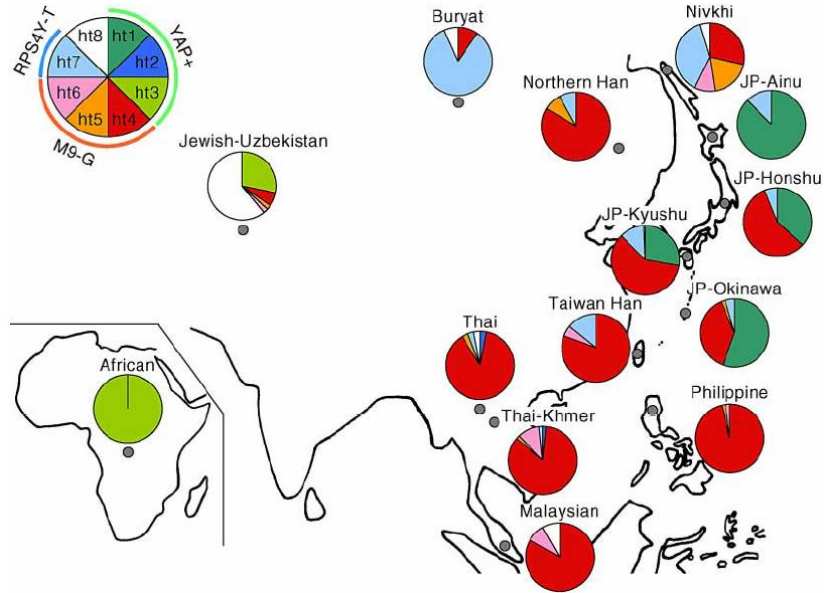 RPS4Y-T
YAP+
M9-G
ht8
ht1
ht7
ht2
ht6
ht3
ht5
ht4
Buryat
Nivkhi
Northern Han
JP-Ainu
Jewish-Uzbekistan
JP-Honshu
JP-Kyushu
JP-Okinawa
Taiwan Han
Thai
African
Philippine
Thai-Khmer
Malaysian